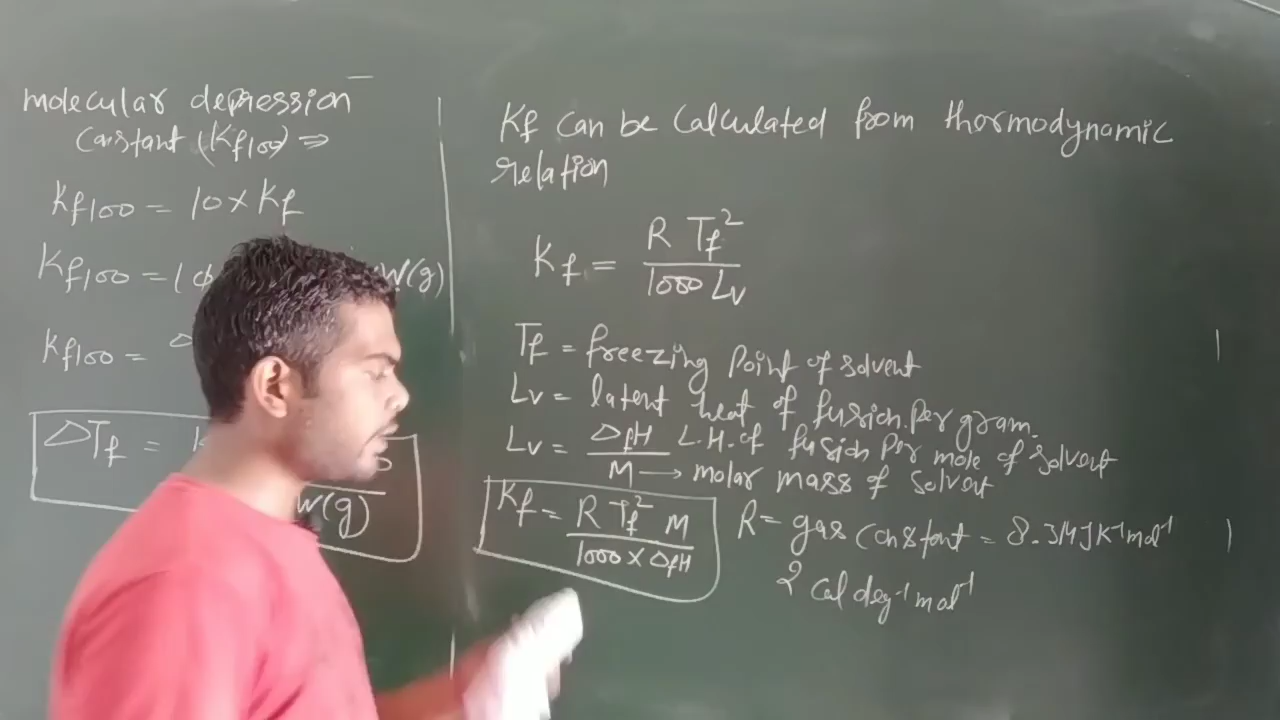 molecular depression
constant (Kf100) ⇒
Kf100 = 10 × Kf
Kf100 = 10 W(g)
Kf100 = Δ
ΔTf =
W(g)
Kf can be calculated from thermodynamic
relation
Kf = R Tf² / 1000 Lv
Tf = freezing point of solvent
Lv = latent heat of fusion per gram.
Lv = ΔfH / M L.H. of fusion per mole of solvent
→ molar mass of solvent
Kf = R Tf² M / 1000 × ΔfH
R = gas constant = 8.314 J K⁻¹ mol⁻¹
2 cal deg⁻¹ mol⁻¹